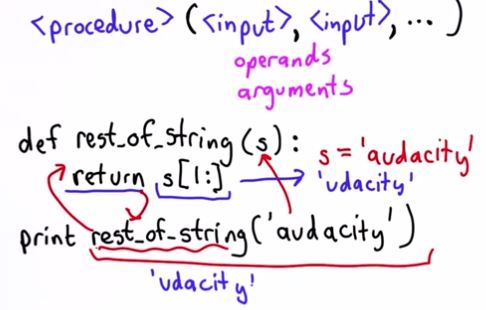 <procedure> (<input>, <input>, ... )
operands
arguments
def rest_of_string (s) :
s = 'audacity'
return s[1:]
'udacity'
print rest_of_string('audacity')
'udacity'